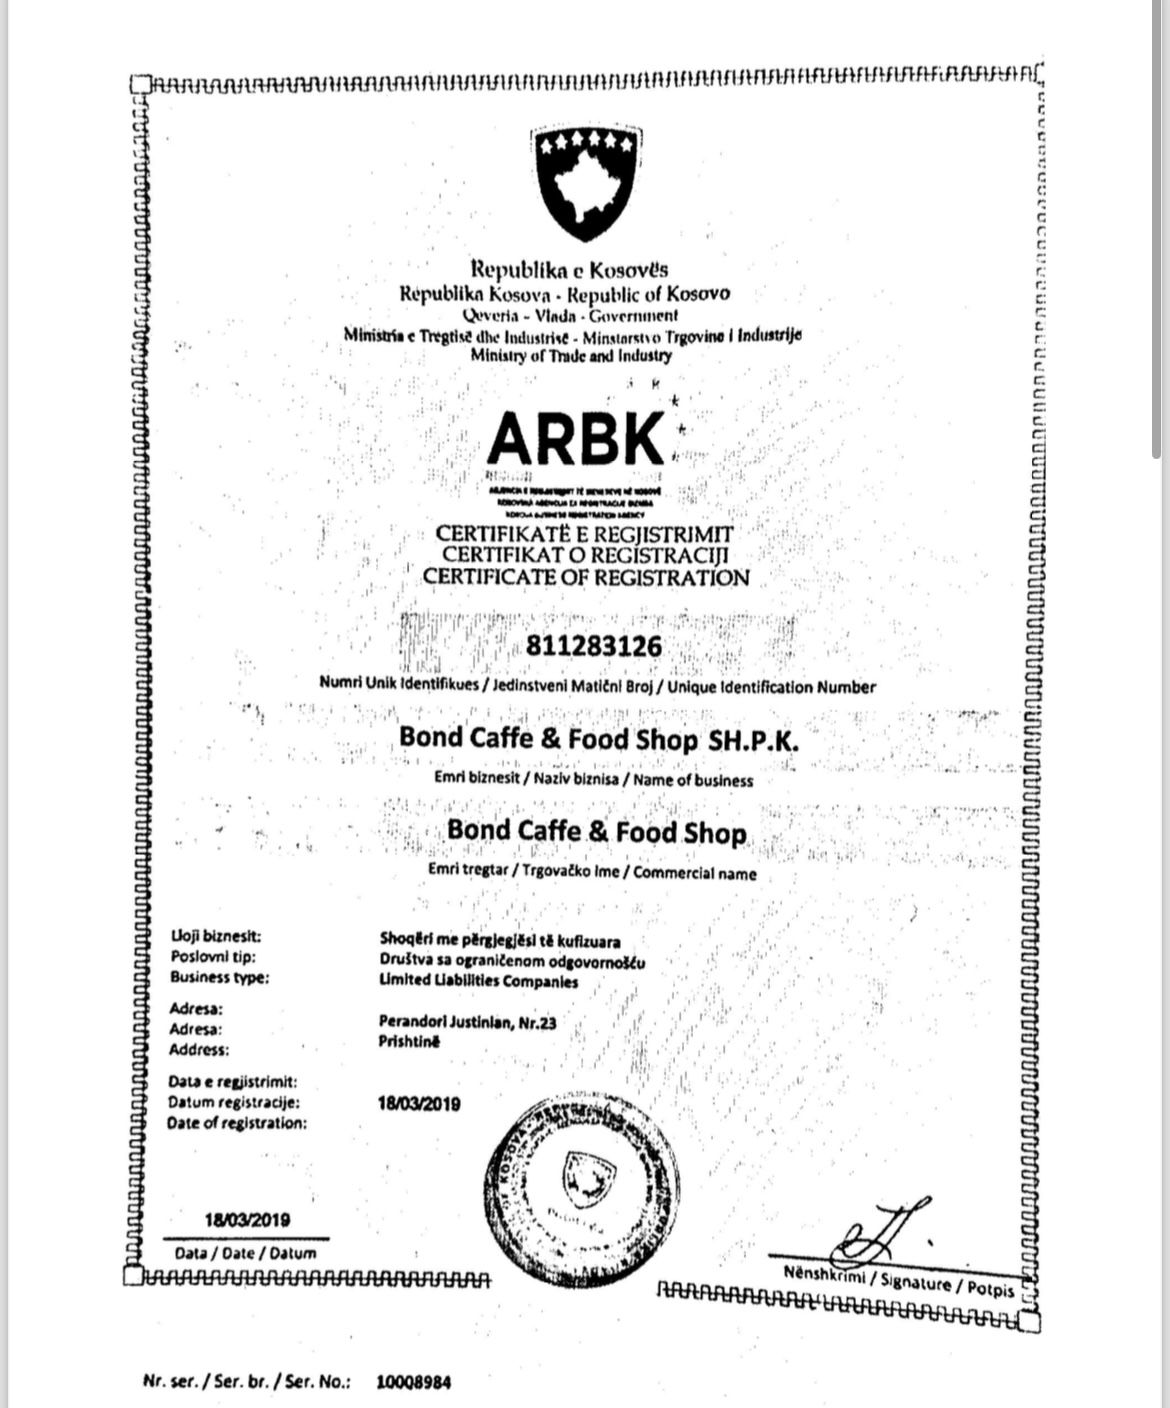 Republika e Kosovës
Republika Kosova - Republic of Kosovo
Qeveria - Vlada - Government
Ministria e Tregtisë dhe Industrisë - Ministarstvo Trgovine i Industrije
Ministry of Trade and Industry
ARBK
CERTIFIKATË E REGJISTRIMIT
CERTIFIKAT O REGISTRACIJI
CERTIFICATE OF REGISTRATION
811283126
Numri Unik Identifikues / Jedinstveni Matični Broj / Unique Identification Number
Bond Caffe & Food Shop SH.P.K.
Emri biznesit / Naziv biznisa / Name of business
Bond Caffe & Food Shop
Emri tregtar / Trgovačko Ime / Commercial name
Lloji biznesit: Shoqëri me përgjegjësi të kufizuara
Poslovni tip: Društva sa ograničenom odgovornošću
Business type: Limited Liabilities Companies
Adresa:
Adresa: Perandori Justinian, Nr.23
Address: Prishtinë
Data e regjistrimit:
Datum registracije: 18/03/2019
Date of registration:
18/03/2019
Data / Date / Datum
Nënshkrimi / Signature / Potpis
Nr. ser. / Ser. br. / Ser. No.: 10008984